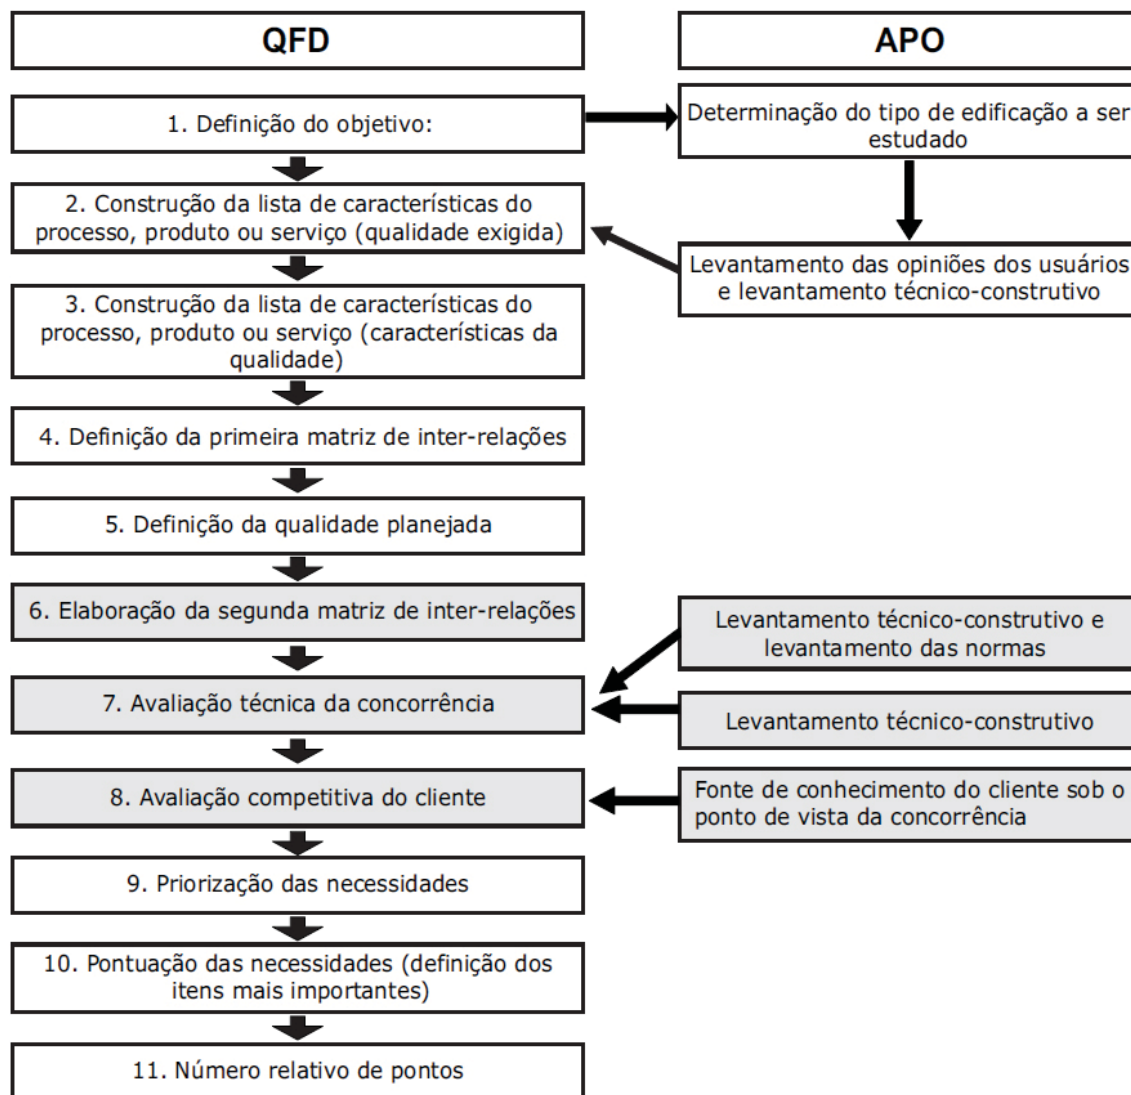 QFD
APO
1. Definição do objetivo:
Determinação do tipo de edificação a ser
estudado
2. Construção da lista de características do
processo, produto ou serviço (qualidade exigida)
Levantamento das opiniões dos usuários
e levantamento técnico-construtivo
3. Construção da lista de características do
processo, produto ou serviço (características da
qualidade)
4. Definição da primeira matriz de inter-relações
5. Definição da qualidade planejada
6. Elaboração da segunda matriz de inter-relações
Levantamento técnico-construtivo e
levantamento das normas
7. Avaliação técnica da concorrência
Levantamento técnico-construtivo
8. Avaliação competitiva do cliente
Fonte de conhecimento do cliente sob o
ponto de vista da concorrência
9. Priorização das necessidades
10. Pontuação das necessidades (definição dos
itens mais importantes)
11. Número relativo de pontos